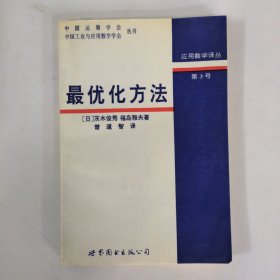 中国运筹学会
中国工业与应用数学学会
选译
应用数学译丛
第3号
最优化方法
[日]茨木俊秀 福岛雅夫著
曾道智 译
世界图书出版公司